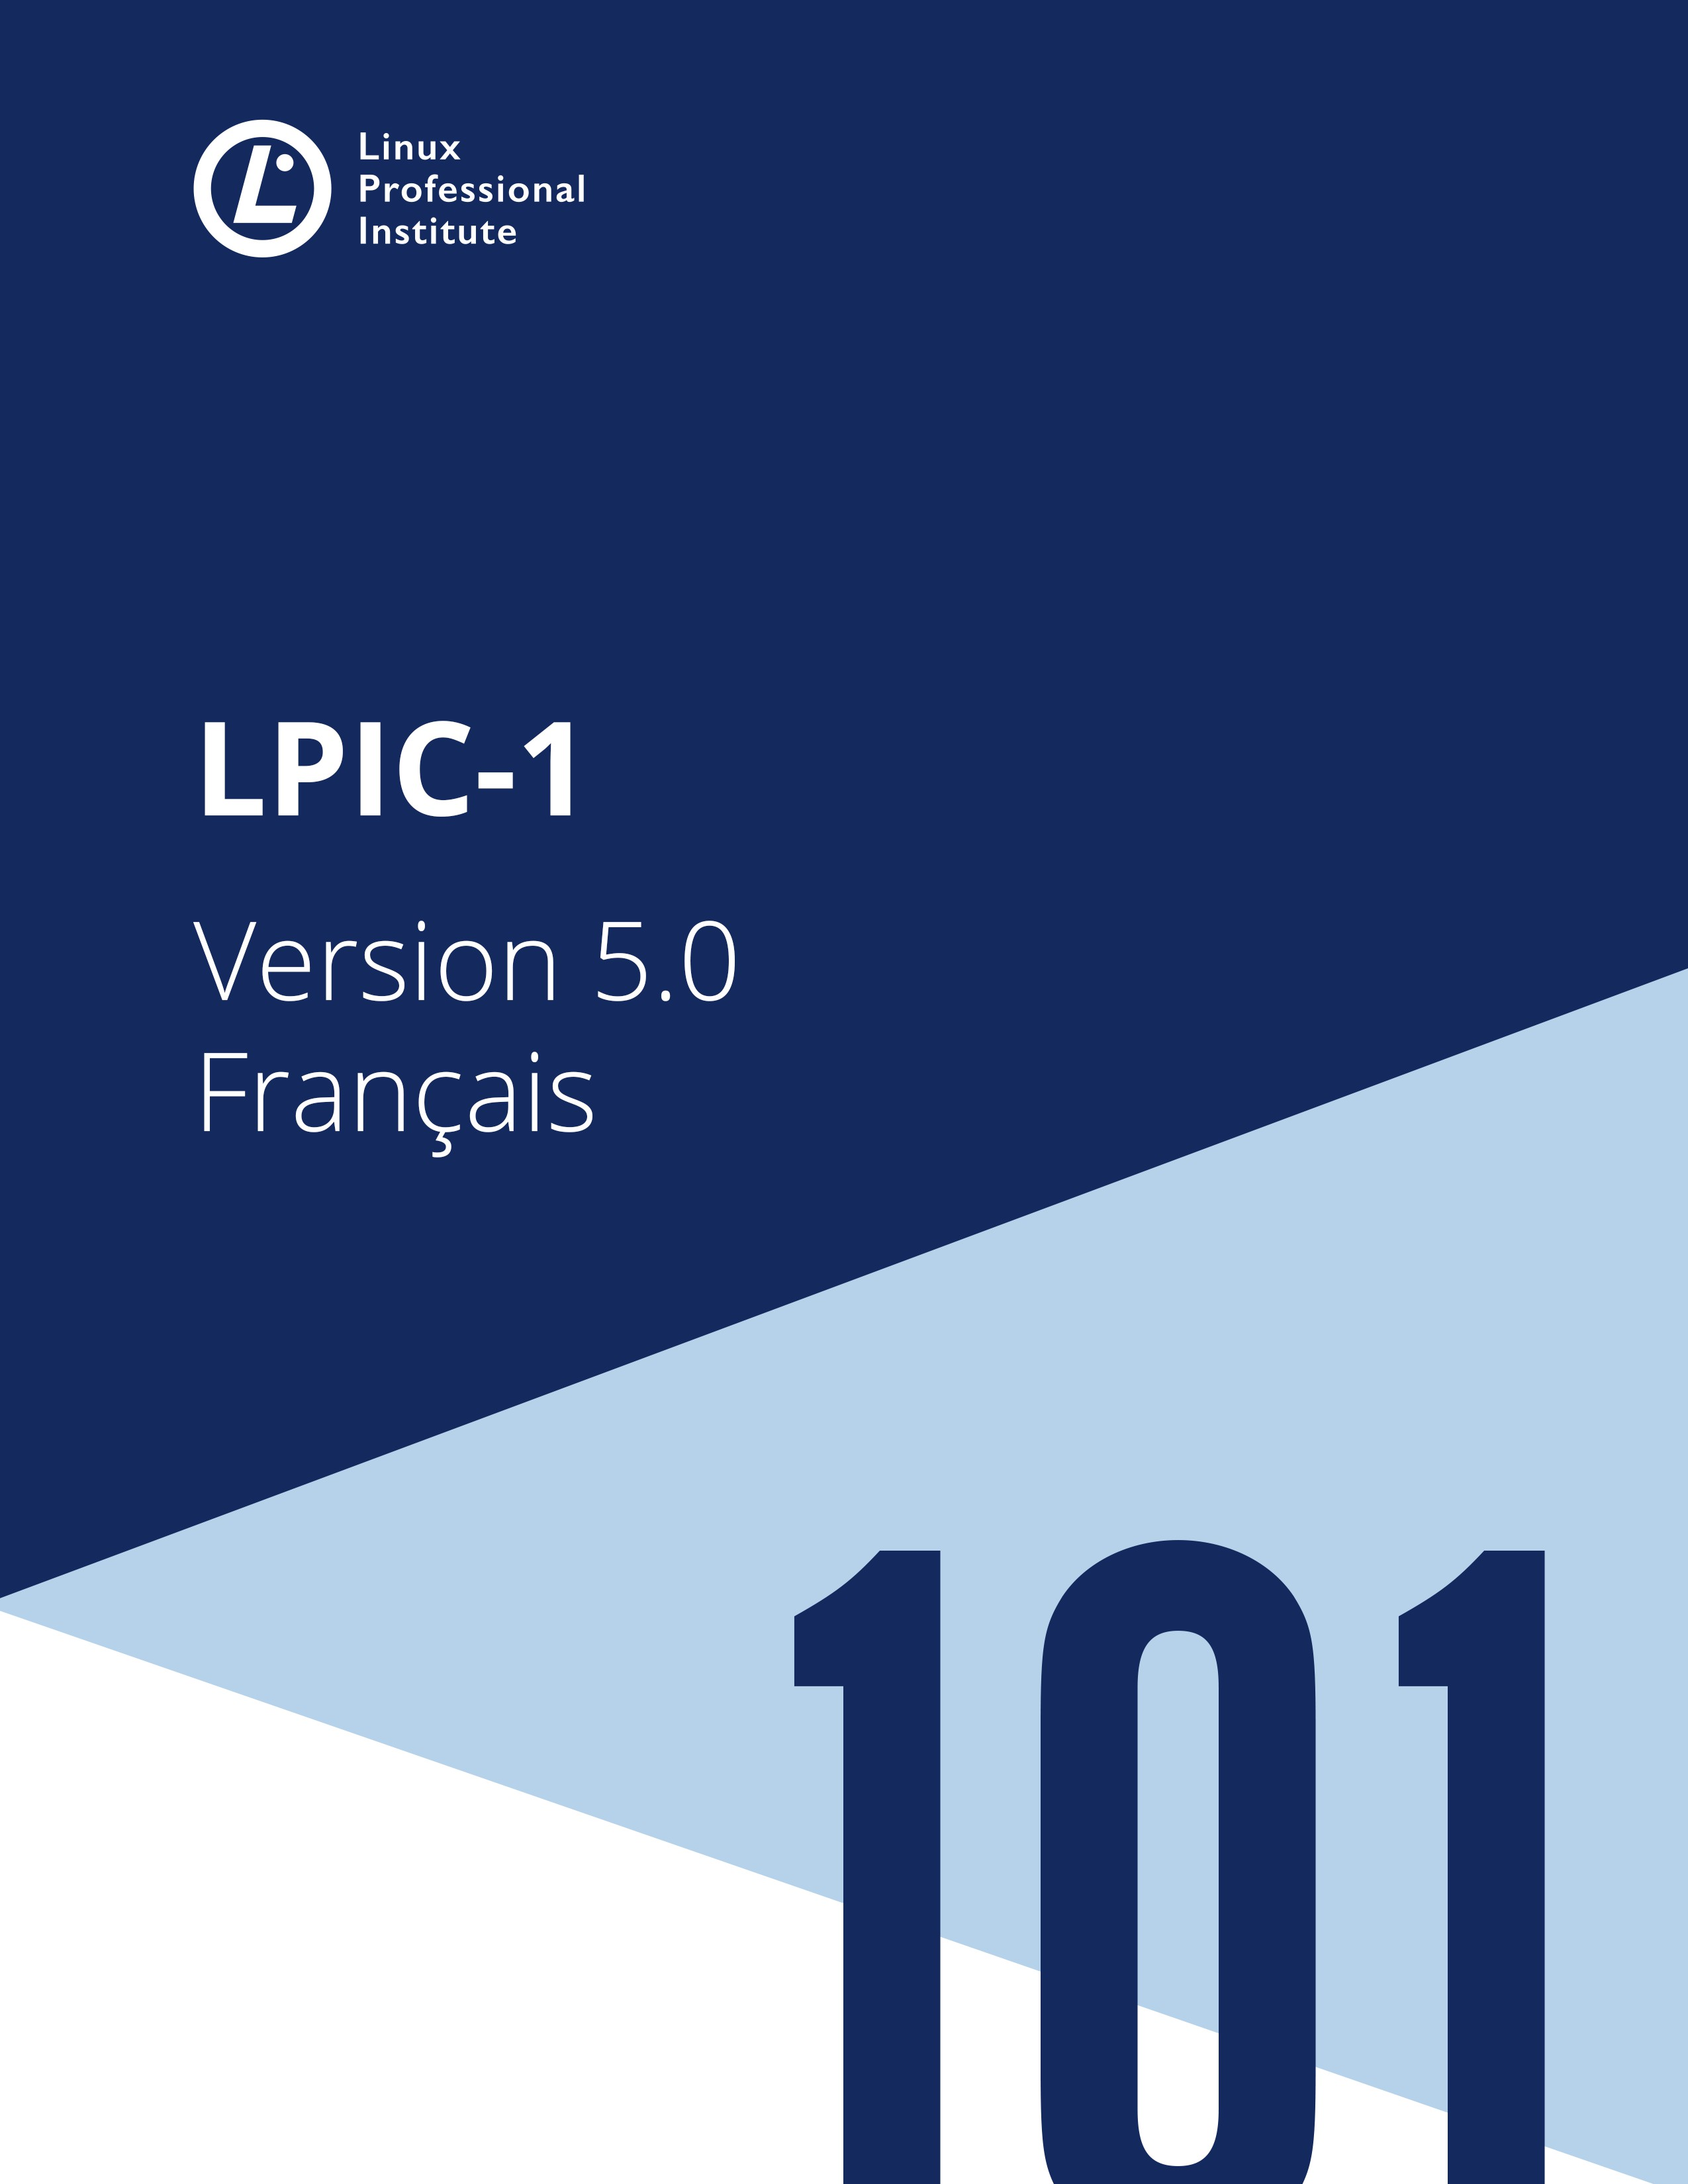 Linux
Professional
Institute
LPIC-1
Version 5.0
Français
101